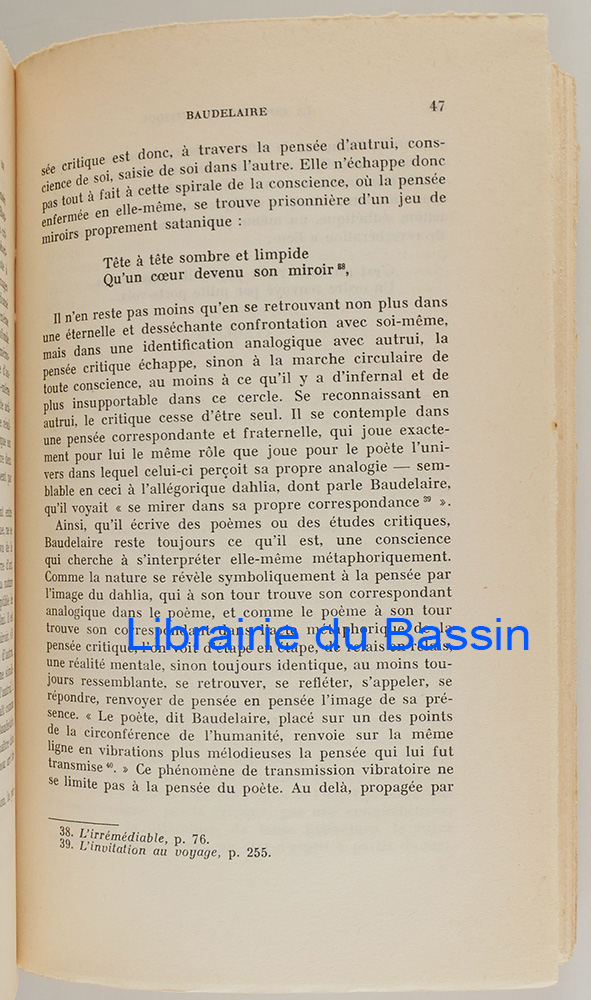 BAUDELAIRE 47
sée critique est donc, à travers la pensée d'autrui, cons-
cience de soi, saisie de soi dans l'autre. Elle n'échappe donc
pas tout à fait à cette spirale de la conscience, où la pensée
enfermée en elle-même, se trouve prisonnière d'un jeu de
miroirs proprement satanique :
Tête à tête sombre et limpide
Qu'un cœur devenu son miroir 38,
Il n'en reste pas moins qu'en se retrouvant non plus dans
une éternelle et desséchante confrontation avec soi-même,
mais dans une identification analogique avec autrui, la
pensée critique échappe, sinon à la marche circulaire de
toute conscience, au moins à ce qu'il y a d'infernal et de
plus insupportable dans ce cercle. Se reconnaissant en
autrui, le critique cesse d'être seul. Il se contemple dans
une pensée correspondante et fraternelle, qui joue exacte-
ment pour lui le même rôle que joue pour le poète l'uni-
vers dans lequel celui-ci perçoit sa propre analogie — sem-
blable en ceci à l'allégorique dahlia, dont parle Baudelaire,
qu'il voyait « se mirer dans sa propre correspondance 39 ».
Ainsi, qu'il écrive des poèmes ou des études critiques,
Baudelaire reste toujours ce qu'il est, une conscience
qui cherche à s'interpréter elle-même métaphoriquement.
Comme la nature se révèle symboliquement à la pensée par
l'image du dahlia, qui à son tour trouve son correspondant
analogique dans le poème, et comme le poème à son tour
trouve son correspondant dans l'acte métaphorique de la
pensée critique, l'on voit d'étape en étape, de relais en relais,
une réalité mentale, sinon toujours identique, au moins tou-
jours ressemblante, se retrouver, se refléter, s'appeler, se
répondre, renvoyer de pensée en pensée l'image de sa pré-
sence. « Le poète, dit Baudelaire, placé sur un des points
de la circonférence de l'humanité, renvoie sur la même
ligne en vibrations plus mélodieuses la pensée qui lui fut
transmise 40. » Ce phénomène de transmission vibratoire ne
se limite pas à la pensée du poète. Au delà, propagée par
38. L'irrémédiable, p. 76.
39. L'invitation au voyage, p. 255.
Librairie du Bassin